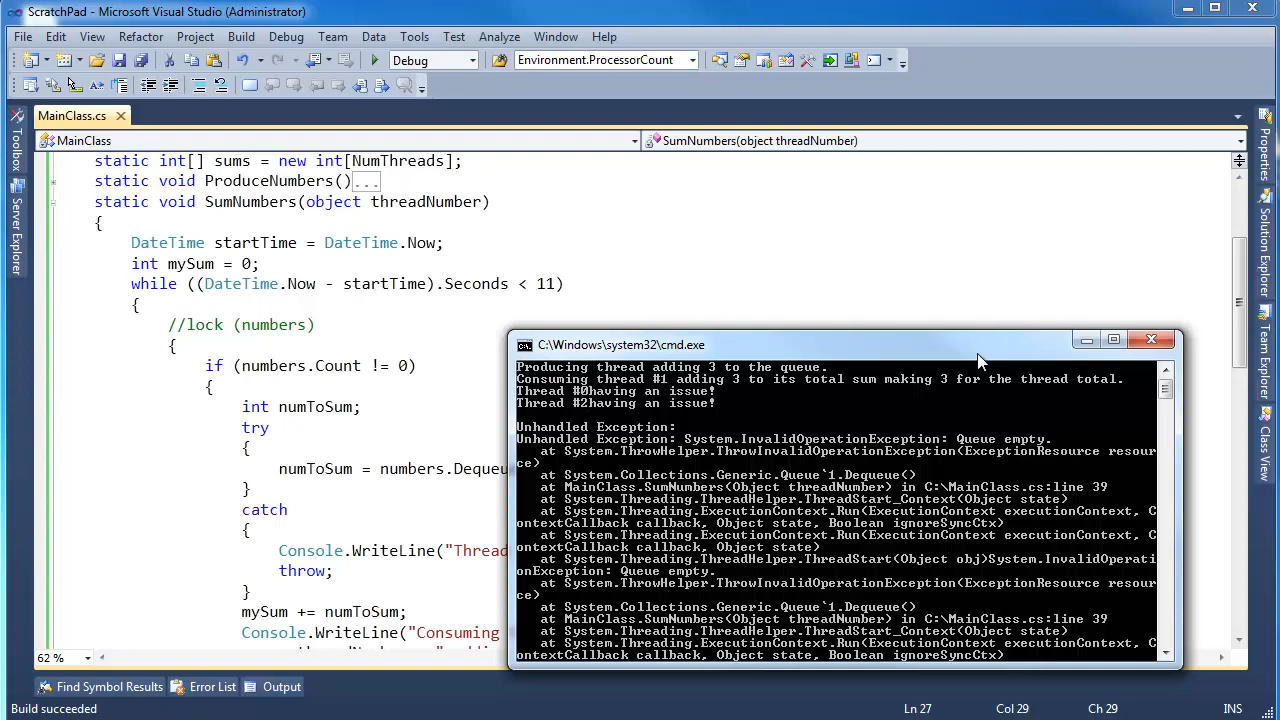 ScratchPad - Microsoft Visual Studio (Administrator)
File Edit View Refactor Project Build Debug Team Data Tools Test Analyze Window Help
Debug Environment.ProcessorCount
MainClass.cs
MainClass SumNumbers(object threadNumber)
Toolbox
Server Explorer
static int[] sums = new int[NumThreads];
static void ProduceNumbers()...
static void SumNumbers(object threadNumber)
{
DateTime startTime = DateTime.Now;
int mySum = 0;
while ((DateTime.Now - startTime).Seconds < 11)
{
//lock (numbers)
{
if (numbers.Count != 0)
{
int numToSum;
try
{
numToSum = numbers.Dequeu
}
catch
{
Console.WriteLine("Thread
throw;
}
mySum += numToSum;
Console.WriteLine("Consuming
C:\Windows\system32\cmd.exe
Producing thread adding 3 to the queue.
Consuming thread #1 adding 3 to its total sum making 3 for the thread total.
Thread #0having an issue!
Thread #2having an issue!
Unhandled Exception:
Unhandled Exception: System.InvalidOperationException: Queue empty.
at System.ThrowHelper.ThrowInvalidOperationException(ExceptionResource resour
ce)
at System.Collections.Generic.Queue`1.Dequeue()
at MainClass.SumNumbers(Object threadNumber) in C:\MainClass.cs:line 39
at System.Threading.ThreadHelper.ThreadStart_Context(Object state)
at System.Threading.ExecutionContext.Run(ExecutionContext executionContext, C
ontextCallback callback, Object state, Boolean ignoreSyncCtx)
at System.Threading.ExecutionContext.Run(ExecutionContext executionContext, C
ontextCallback callback, Object state)
at System.Threading.ThreadHelper.ThreadStart(Object obj)System.InvalidOperati
onException: Queue empty.
at System.ThrowHelper.ThrowInvalidOperationException(ExceptionResource resour
ce)
at System.Collections.Generic.Queue`1.Dequeue()
at MainClass.SumNumbers(Object threadNumber) in C:\MainClass.cs:line 39
at System.Threading.ThreadHelper.ThreadStart_Context(Object state)
at System.Threading.ExecutionContext.Run(ExecutionContext executionContext, C
ontextCallback callback, Object state, Boolean ignoreSyncCtx)
Properties
Solution Explorer
Team Explorer
Class View
62 %
Find Symbol Results Error List Output
Build succeeded Ln 27 Col 29 Ch 29 INS